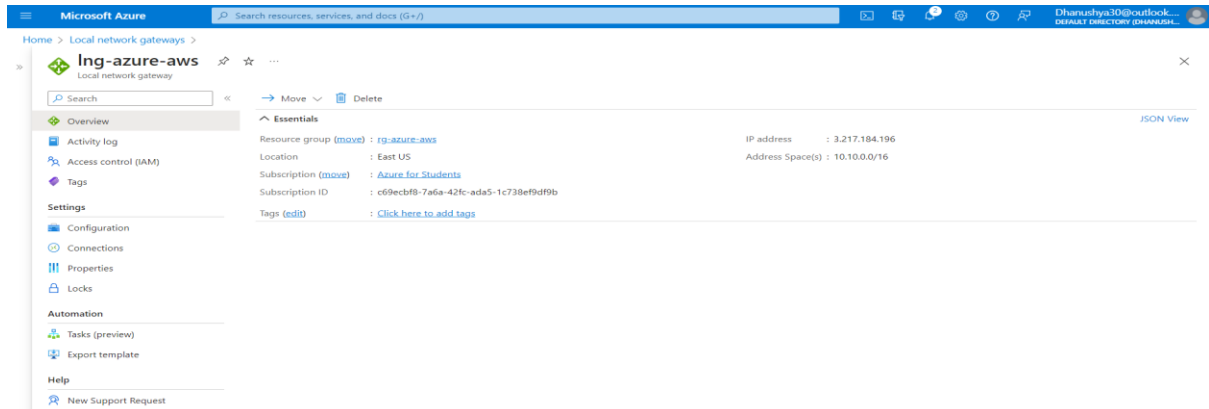 Microsoft Azure
Search resources, services, and docs (G+/)
2
Dhanushya30@outlook....
DEFAULT DIRECTORY (DHANUSH...
Home > Local network gateways >
lng-azure-aws
Local network gateway
Search
Move
Delete
Overview
Activity log
Access control (IAM)
Tags
Settings
Configuration
Connections
Properties
Locks
Automation
Tasks (preview)
Export template
Help
New Support Request
Essentials
JSON View
Resource group (move) : rg-azure-aws
Location : East US
Subscription (move) : Azure for Students
Subscription ID : c69ecbf8-7a6a-42fc-ada5-1c738ef9df9b
Tags (edit) : Click here to add tags
IP address : 3.217.184.196
Address Space(s) : 10.10.0.0/16